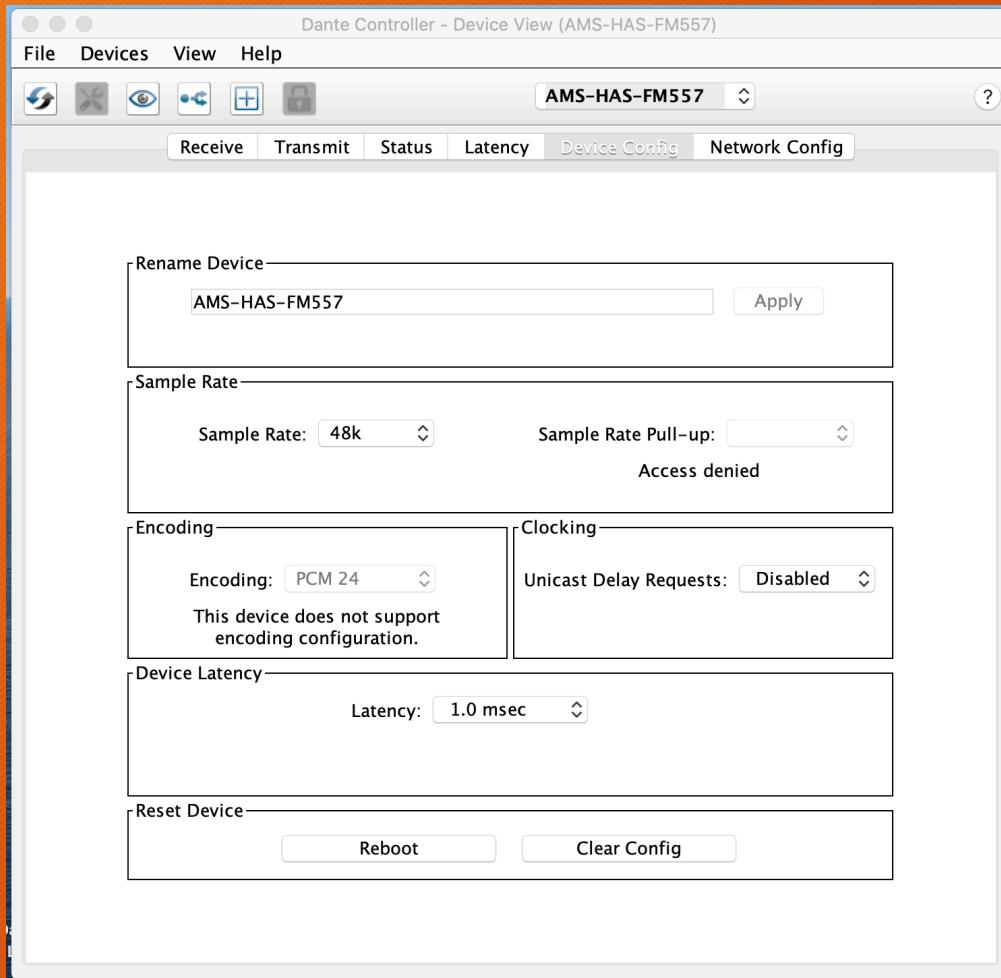 Dante Controller - Device View (AMS-HAS-FM557)
File Devices View Help
AMS-HAS-FM557 ?
Receive Transmit Status Latency Device Config Network Config
Rename Device
AMS-HAS-FM557 Apply
Sample Rate
Sample Rate: 48k Sample Rate Pull-up:
Access denied
Encoding
Encoding: PCM 24
This device does not support
encoding configuration.
Clocking
Unicast Delay Requests: Disabled
Device Latency
Latency: 1.0 msec
Reset Device
Reboot Clear Config